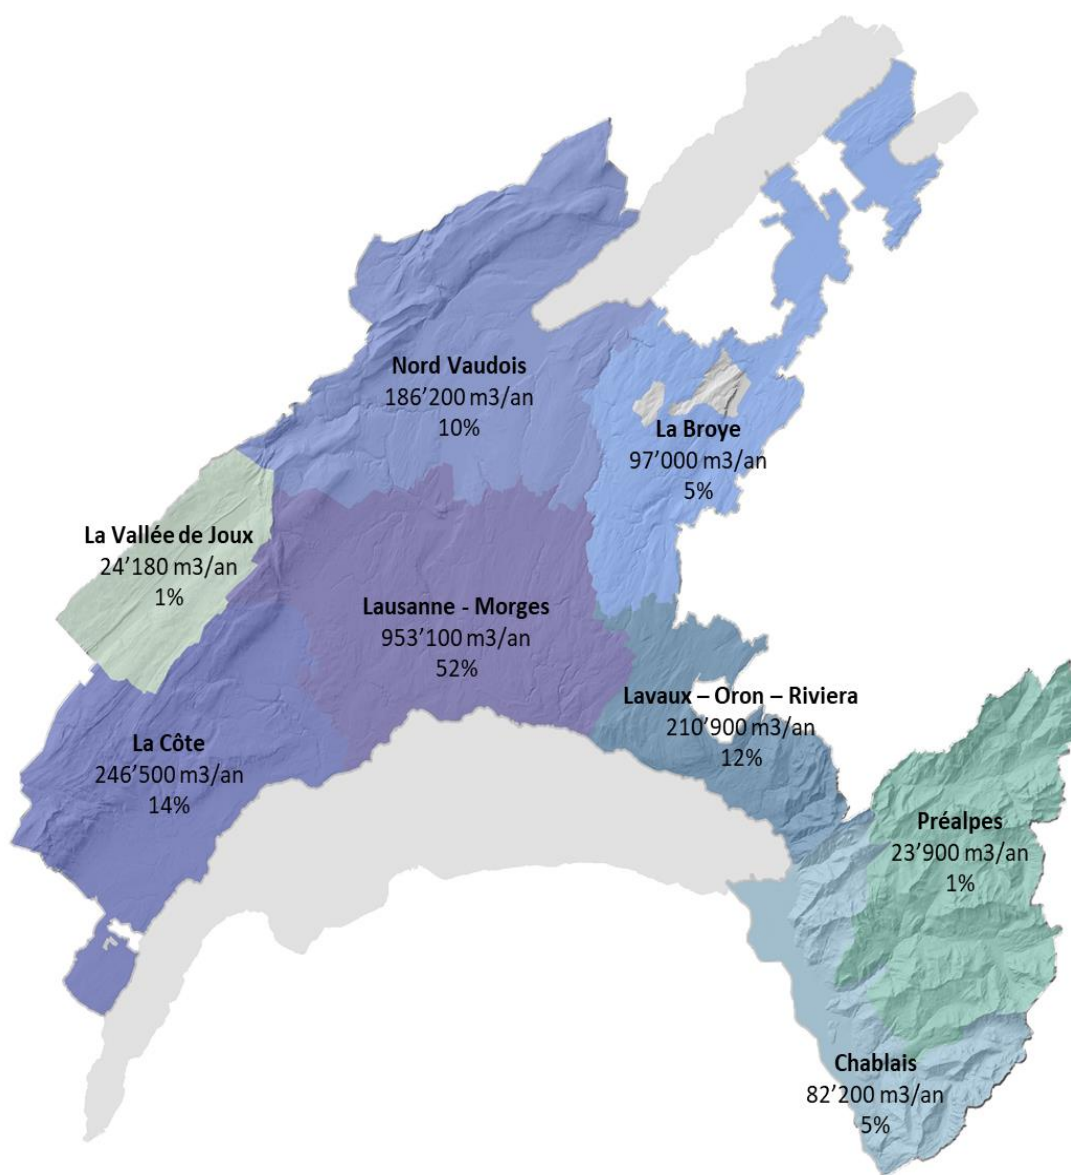 Nord Vaudois
186’200 m3/an
10%
La Broye
97’000 m3/an
5%
La Vallée de Joux
24’180 m3/an
1%
Lausanne - Morges
953’100 m3/an
52%
Lavaux – Oron – Riviera
210’900 m3/an
12%
La Côte
246’500 m3/an
14%
Préalpes
23’900 m3/an
1%
Chablais
82’200 m3/an
5%